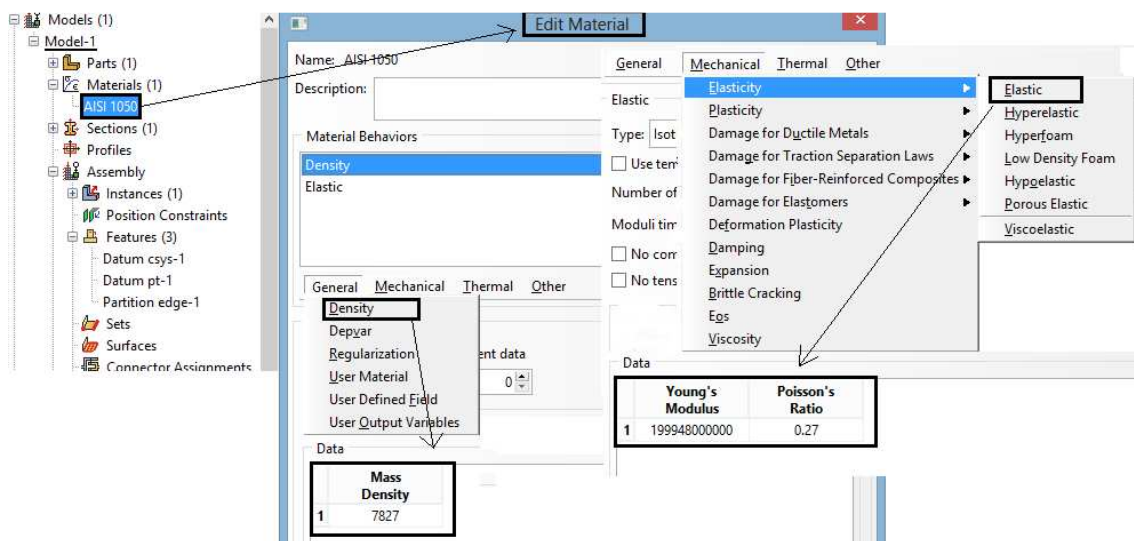 Models (1)
Model-1
Parts (1)
Materials (1)
AISI 1050
Sections (1)
Profiles
Assembly
Instances (1)
Position Constraints
Features (3)
Datum csys-1
Datum pt-1
Partition edge-1
Sets
Surfaces
Connector Assignments
Edit Material
Name: AISI 1050
Description:
Material Behaviors
Density
Elastic
General Mechanical Thermal Other
Density
Depvar
Regularization
User Material
User Defined Field
User Output Variables
ent data
0
Data
Mass
Density
1 7827
General Mechanical Thermal Other
Elastic
Type: Isot
Use tem
Number of
Moduli tim
No com
No tens
Elasticity
Plasticity
Damage for Ductile Metals
Damage for Traction Separation Laws
Damage for Fiber-Reinforced Composites
Damage for Elastomers
Deformation Plasticity
Damping
Expansion
Brittle Cracking
Eos
Viscosity
Elastic
Hyperelastic
Hyperfoam
Low Density Foam
Hypoelastic
Porous Elastic
Viscoelastic
Data
Young's Poisson's
Modulus Ratio
1 199948000000 0.27